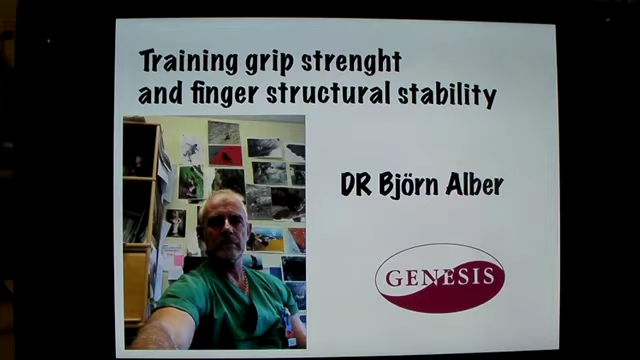 Training grip strenght
and finger structural stability
DR Björn Alber
GENESIS